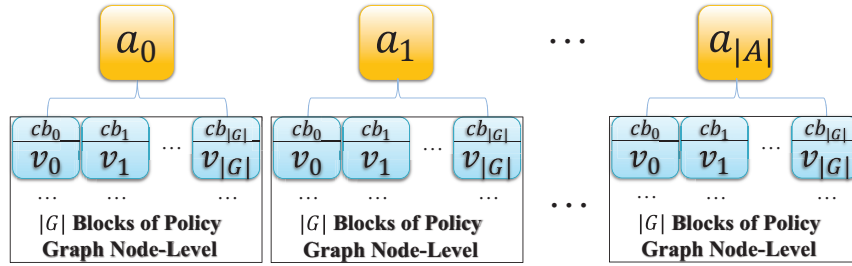 a₀ a₁ ⋯ a|A|
cb₀ cb₁ cb|G| cb₀ cb₁ cb|G| cb₀ cb₁ cb|G|
v₀ v₁ ⋯ v|G| v₀ v₁ ⋯ v|G| v₀ v₁ ⋯ v|G|
⋯ ⋯ ⋯ ⋯ ⋯ ⋯ ⋯ ⋯ ⋯ ⋯
|G| Blocks of Policy |G| Blocks of Policy |G| Blocks of Policy
Graph Node-Level Graph Node-Level Graph Node-Level